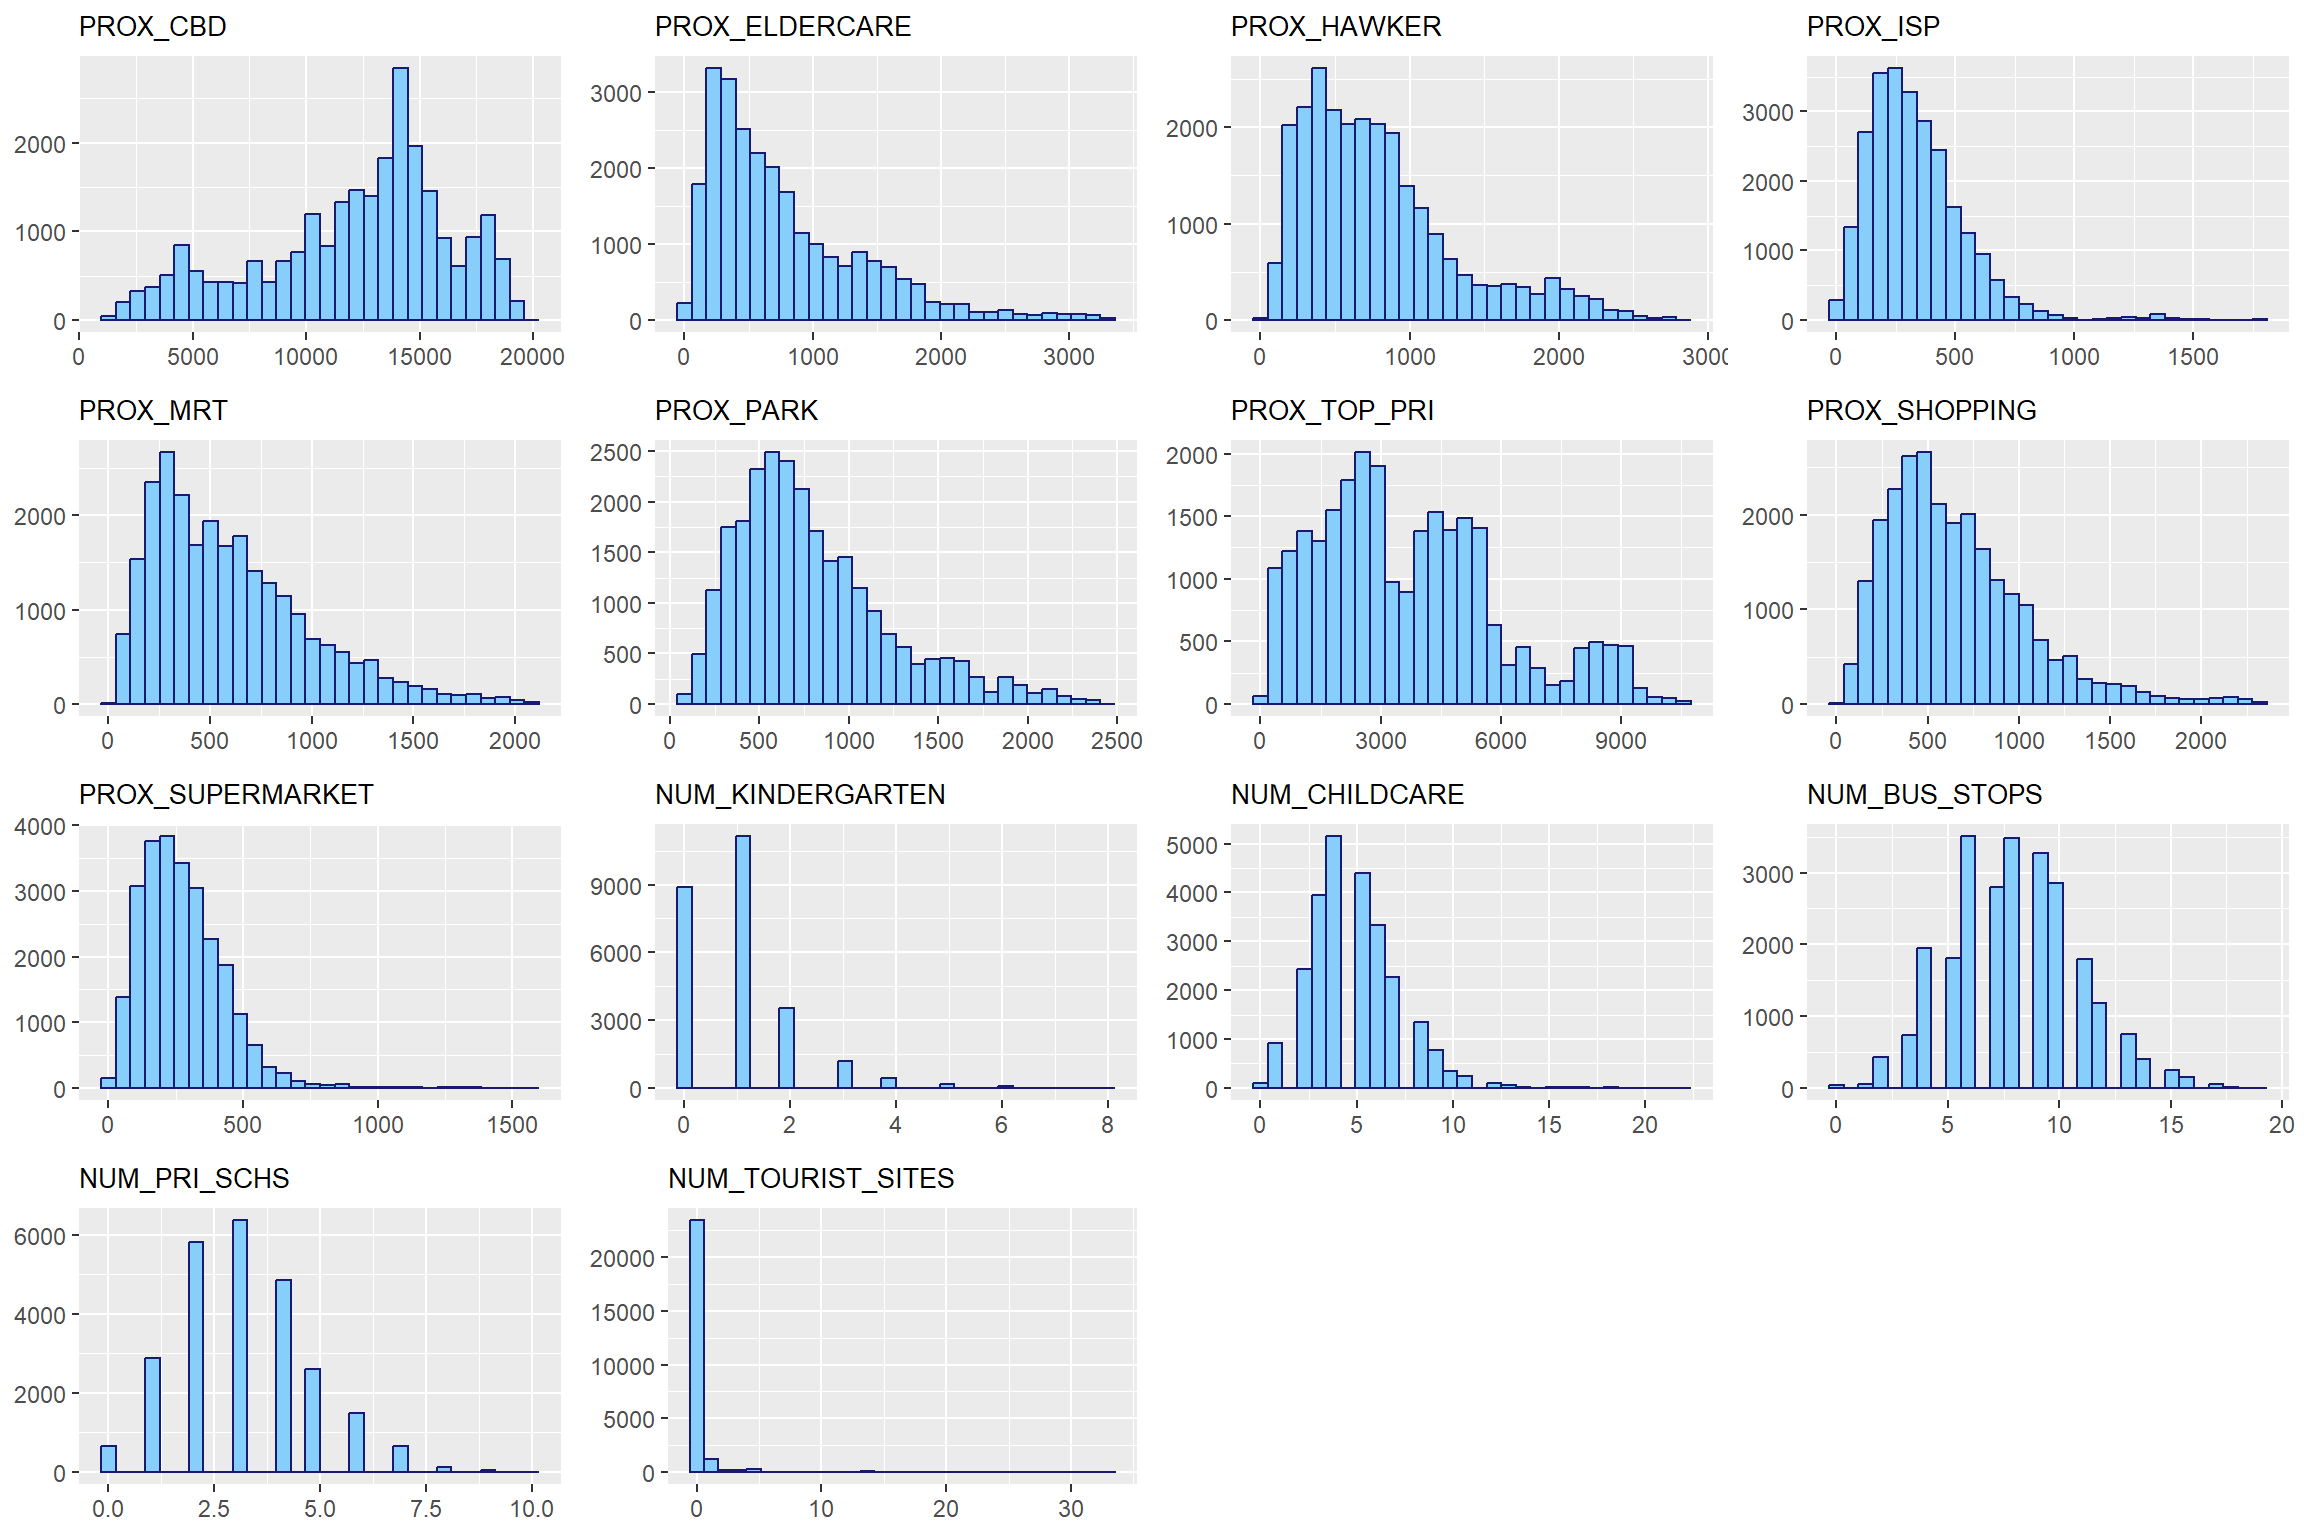 PROX_CBD
2000
1000
0
0 5000 10000 15000 20000
PROX_ELDERCARE
3000
2000
1000
0
0 1000 2000 3000
PROX_HAWKER
2000
1000
0
0 1000 2000 3000
PROX_ISP
3000
2000
1000
0
0 500 1000 1500
PROX_MRT
2000
1000
0
0 500 1000 1500 2000
PROX_PARK
2500
2000
1500
1000
500
0
0 500 1000 1500 2000 2500
PROX_TOP_PRI
2000
1500
1000
500
0
0 3000 6000 9000
PROX_SHOPPING
2000
1000
0
0 500 1000 1500 2000
PROX_SUPERMARKET
4000
3000
2000
1000
0
0 500 1000 1500
NUM_KINDERGARTEN
9000
6000
3000
0
0 2 4 6 8
NUM_CHILDCARE
5000
4000
3000
2000
1000
0
0 5 10 15 20
NUM_BUS_STOPS
3000
2000
1000
0
0 5 10 15 20
NUM_PRI_SCHS
6000
4000
2000
0
0.0 2.5 5.0 7.5 10.0
NUM_TOURIST_SITES
20000
15000
10000
5000
0
0 10 20 30